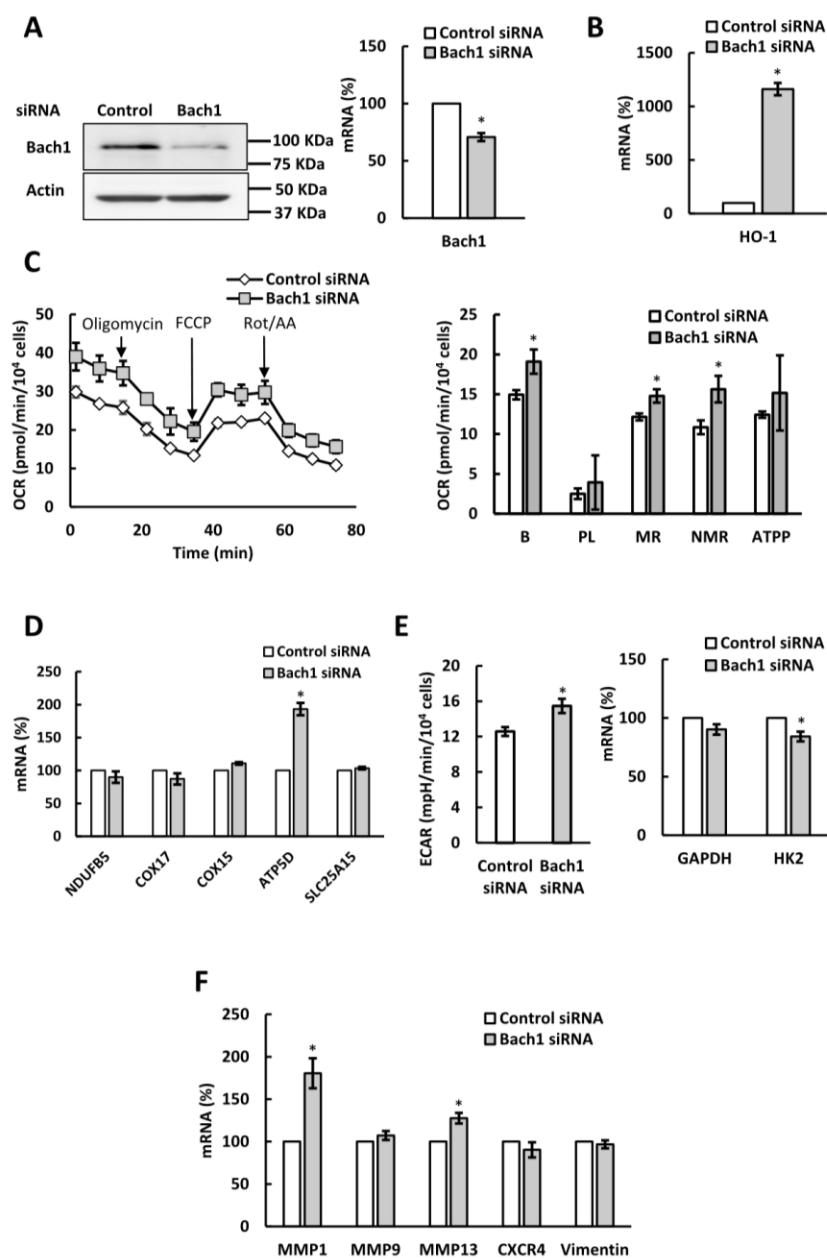 A
siRNA Control Bach1
Bach1
Actin
100 KDa
75 KDa
50 KDa
37 KDa
Control siRNA
Bach1 siRNA
mRNA (%)
150
100
50
0
*
Bach1
B
Control siRNA
Bach1 siRNA
mRNA (%)
1500
1000
500
0
*
HO-1
C
Control siRNA
Bach1 siRNA
OCR (pmol/min/10⁴ cells)
50
40
30
20
10
0
Oligomycin
FCCP
Rot/AA
0 20 40 60 80
Time (min)
Control siRNA
Bach1 siRNA
OCR (pmol/min/10⁴ cells)
25
20
15
10
5
0
* * *
B PL MR NMR ATPP
D
Control siRNA
Bach1 siRNA
mRNA (%)
250
200
150
100
50
0
*
NDUFB5 COX17 COX15 ATP5D SLC25A15
E
Control siRNA
Bach1 siRNA
ECAR (mpH/min/10⁴ cells)
20
16
12
8
4
0
*
Control Bach1
siRNA siRNA
Control siRNA
Bach1 siRNA
mRNA (%)
150
100
50
0
*
GAPDH HK2
F
Control siRNA
Bach1 siRNA
mRNA (%)
250
200
150
100
50
0
* *
MMP1 MMP9 MMP13 CXCR4 Vimentin